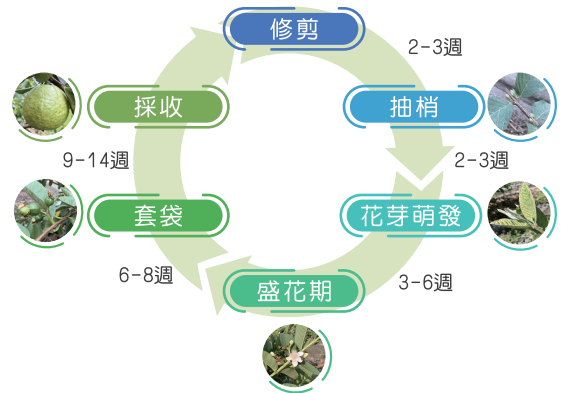 修剪
2-3週
抽梢
2-3週
花芽萌發
3-6週
盛花期
6-8週
套袋
9-14週
採收